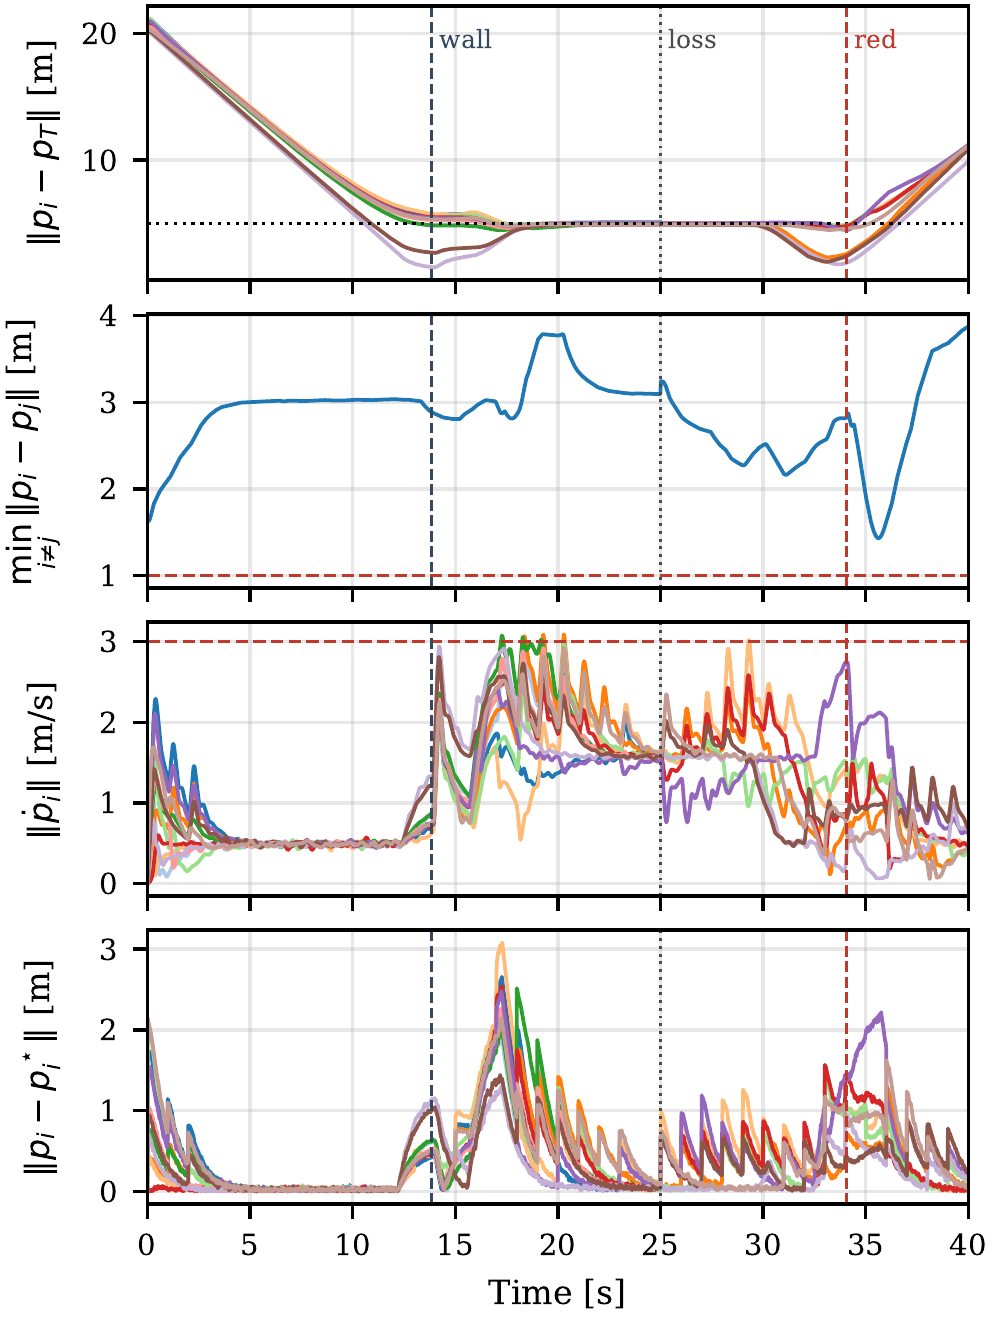 wall
loss
red
20
10
‖p_i − p_T‖ [m]
4
3
2
1
min_{i≠j} ‖p_i − p_j‖ [m]
3
2
1
0
‖ṗ_i‖ [m/s]
3
2
1
0
‖p_i − p_i^⋆‖ [m]
0 5 10 15 20 25 30 35 40
Time [s]